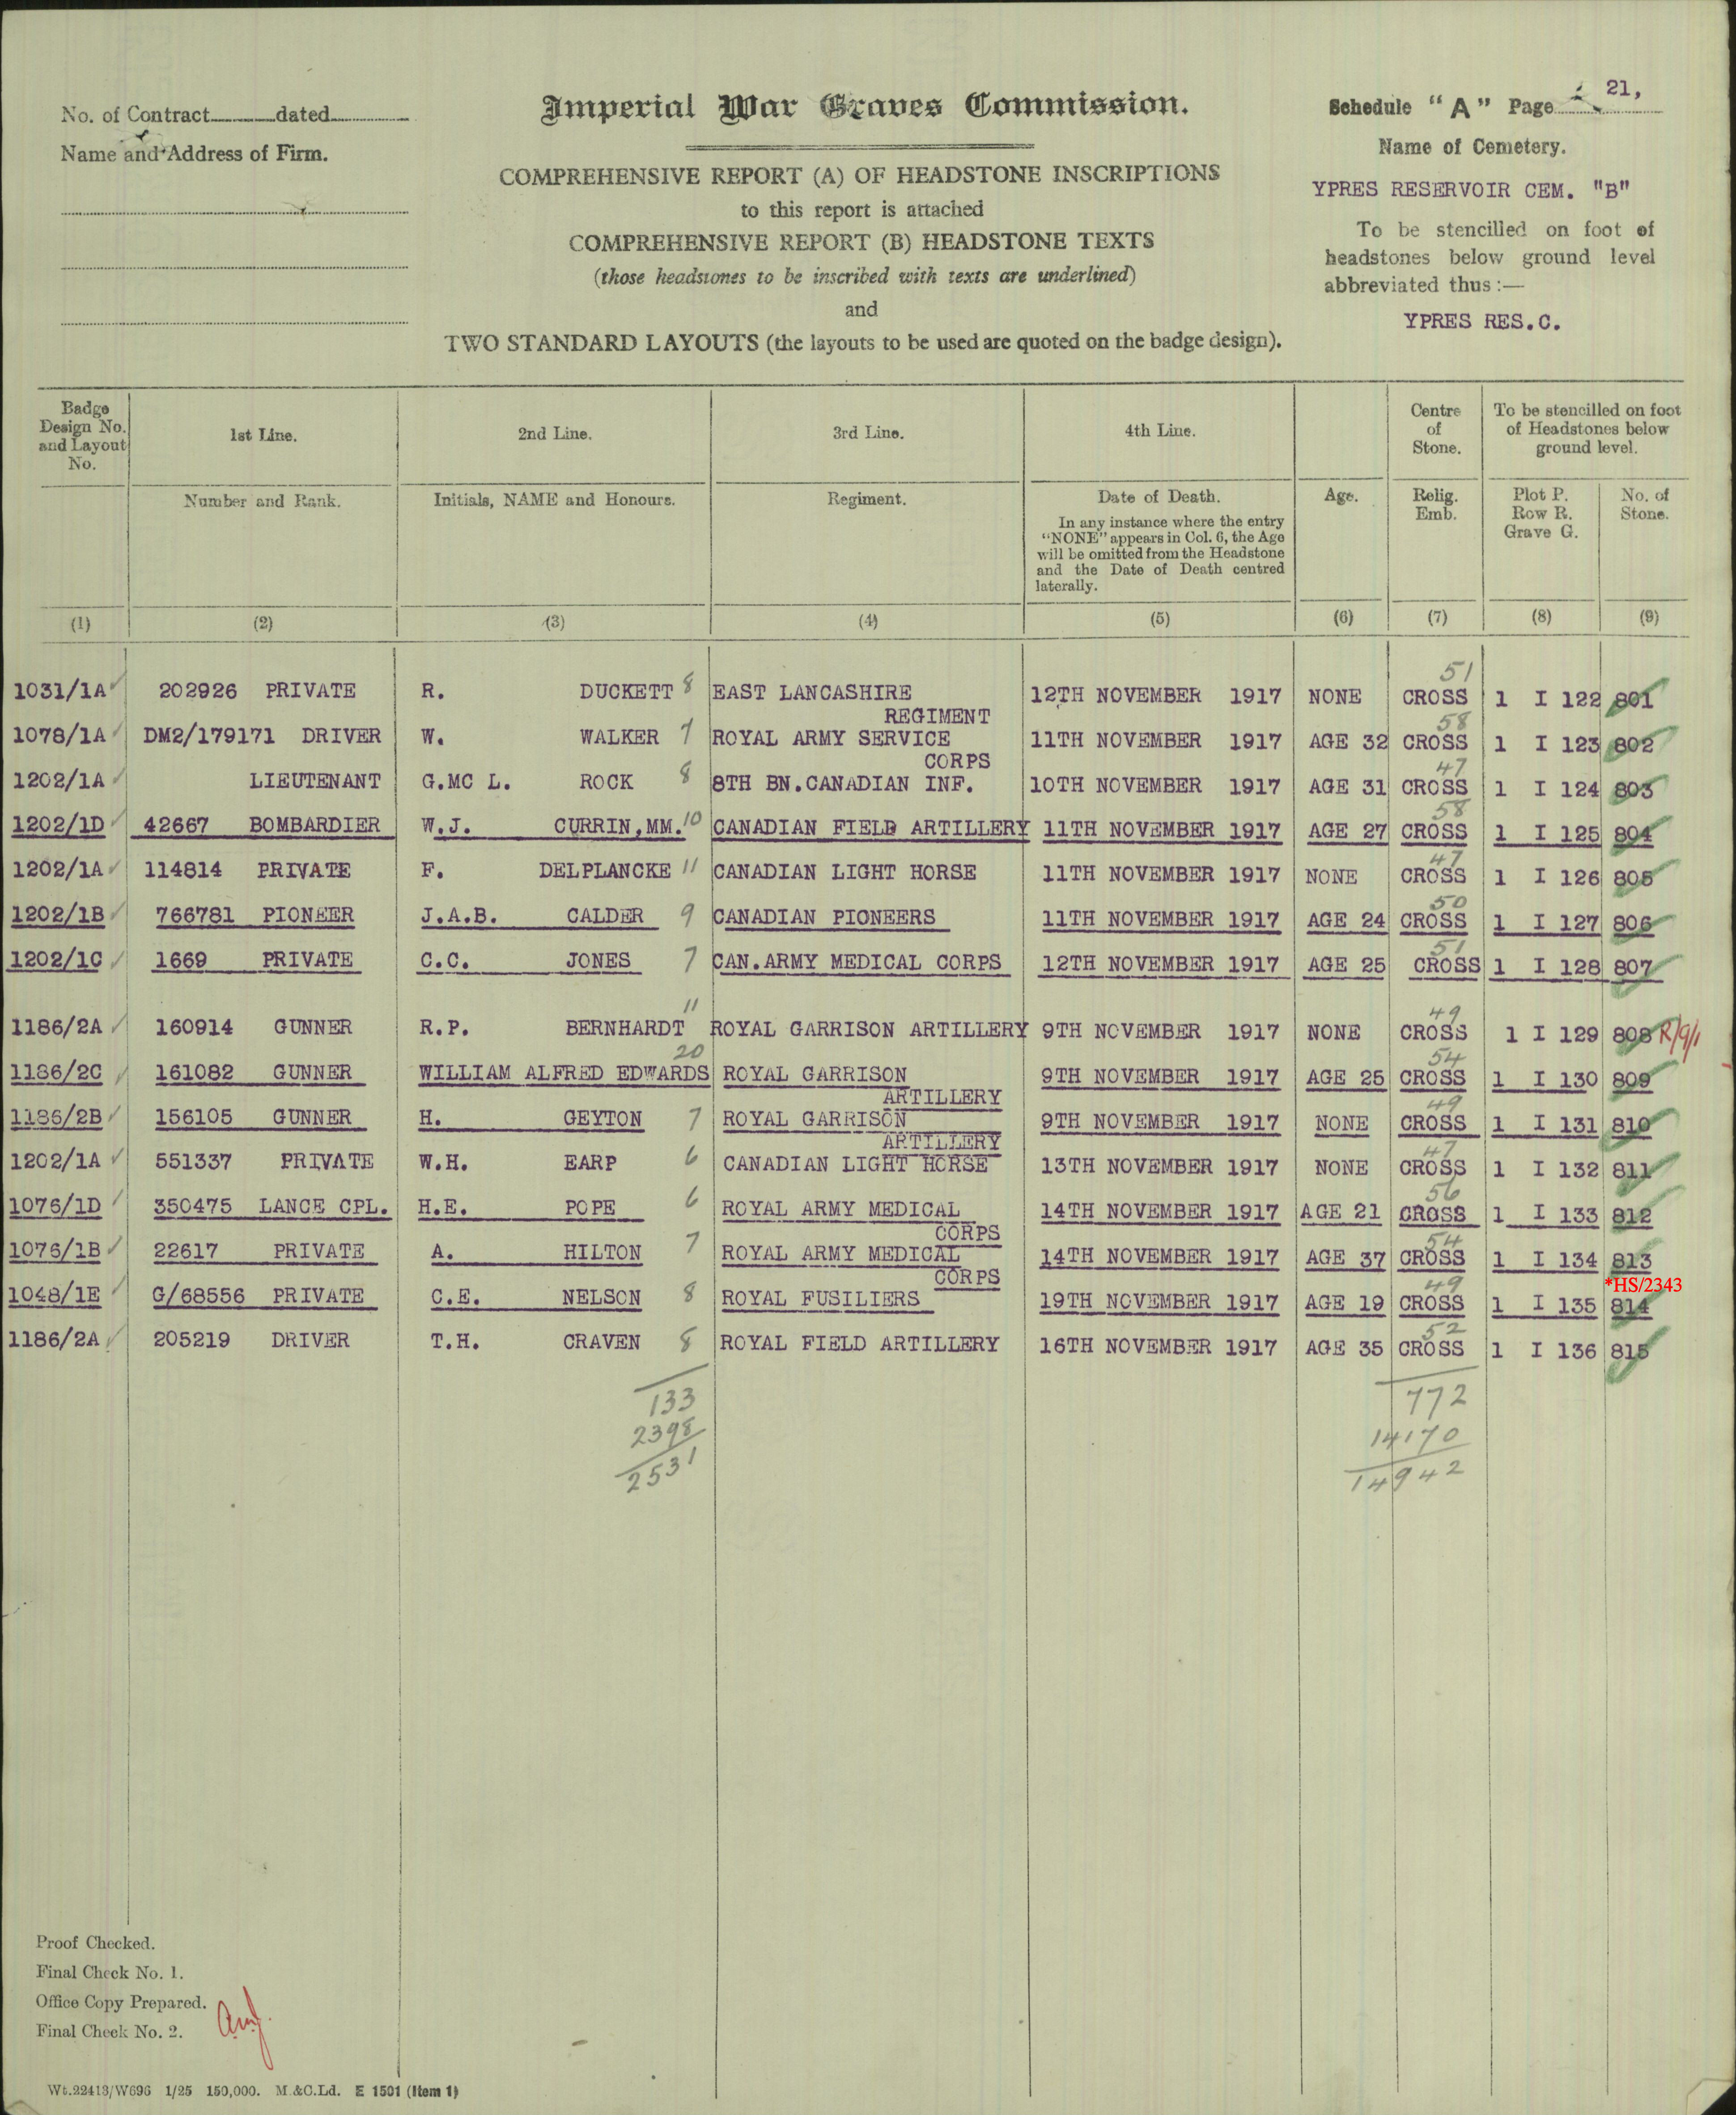 No. of Contract dated
Name and Address of Firm.
Imperial War Graves Commission.
COMPREHENSIVE REPORT (A) OF HEADSTONE INSCRIPTIONS
to this report is attached
COMPREHENSIVE REPORT (B) HEADSTONE TEXTS
(those headstones to be inscribed with texts are underlined)
and
TWO STANDARD LAYOUTS (the layouts to be used are quoted on the badge design).
Schedule "A" Page 21,
Name of Cemetery.
YPRES RESERVOIR CEM. "B"
To be stencilled on foot of
headstones below ground level
abbreviated thus :—
YPRES RES.C.
Badge
Design No.
and Layout
No.
1st Line.
2nd Line.
3rd Line.
4th Line.
Centre
of
Stone.
To be stencilled on foot
of Headstones below
ground level.
Number and Rank.
Initials, NAME and Honours.
Regiment.
Date of Death.
In any instance where the entry
"NONE" appears in Col. 6, the Age
will be omitted from the Headstone
and the Date of Death centred
laterally.
Age.
Relig.
Emb.
Plot P.
Row R.
Grave G.
No. of
Stone.
(1) (2) (3) (4) (5) (6) (7) (8) (9)
51
1031/1A 202926 PRIVATE R. DUCKETT 8 EAST LANCASHIRE 12TH NOVEMBER 1917 NONE CROSS 1 I 122 801
REGIMENT 58
1078/1A DM2/179171 DRIVER W. WALKER 7 ROYAL ARMY SERVICE 11TH NOVEMBER 1917 AGE 32 CROSS 1 I 123 802
CORPS 47
1202/1A LIEUTENANT G.MC L. ROCK 8 8TH BN.CANADIAN INF. 10TH NOVEMBER 1917 AGE 31 CROSS 1 I 124 803
58
1202/1D 42667 BOMBARDIER W.J. CURRIN,MM. 10 CANADIAN FIELD ARTILLERY 11TH NOVEMBER 1917 AGE 27 CROSS 1 I 125 804
47
1202/1A 114814 PRIVATE F. DELPLANCKE 11 CANADIAN LIGHT HORSE 11TH NOVEMBER 1917 NONE CROSS 1 I 126 805
50
1202/1B 766781 PIONEER J.A.B. CALDER 9 CANADIAN PIONEERS 11TH NOVEMBER 1917 AGE 24 CROSS 1 I 127 806
51
1202/1C 1669 PRIVATE C.C. JONES 7 CAN.ARMY MEDICAL CORPS 12TH NOVEMBER 1917 AGE 25 CROSS 1 I 128 807
11 49
1186/2A 160914 GUNNER R.P. BERNHARDT ROYAL GARRISON ARTILLERY 9TH NOVEMBER 1917 NONE CROSS 1 I 129 808
20 54
1186/2C 161082 GUNNER WILLIAM ALFRED EDWARDS ROYAL GARRISON 9TH NOVEMBER 1917 AGE 25 CROSS 1 I 130 809
ARTILLERY 49
1186/2B 156105 GUNNER H. GEYTON 7 ROYAL GARRISON 9TH NOVEMBER 1917 NONE CROSS 1 I 131 810
ARTILLERY 47
1202/1A 551337 PRIVATE W.H. EARP 6 CANADIAN LIGHT HORSE 13TH NOVEMBER 1917 NONE CROSS 1 I 132 811
56
1076/1D 350475 LANCE CPL. H.E. POPE 6 ROYAL ARMY MEDICAL 14TH NOVEMBER 1917 AGE 21 CROSS 1 I 133 812
CORPS 54
1076/1B 22617 PRIVATE A. HILTON 7 ROYAL ARMY MEDICAL 14TH NOVEMBER 1917 AGE 37 CROSS 1 I 134 813
CORPS 49 *HS/2343
1048/1E G/68556 PRIVATE C.E. NELSON 8 ROYAL FUSILIERS 19TH NOVEMBER 1917 AGE 19 CROSS 1 I 135 814
52
1186/2A 205219 DRIVER T.H. CRAVEN 8 ROYAL FIELD ARTILLERY 16TH NOVEMBER 1917 AGE 35 CROSS 1 I 136 815
133 772
2398 14170
2531 14942
Proof Checked.
Final Check No. 1.
Office Copy Prepared.
Final Check No. 2.
Wt.22413/W696 1/25 150,000. M.&C.Ld. E 1501 (Item 1)